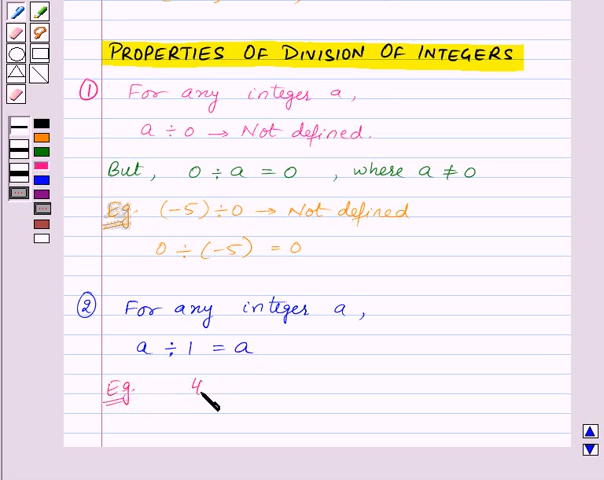 PROPERTIES OF DIVISION OF INTEGERS
① For any integer a,
a ÷ 0 → Not defined.
But, 0 ÷ a = 0 , where a ≠ 0
Eg. (-5) ÷ 0 → Not defined
0 ÷ (-5) = 0
② For any integer a,
a ÷ 1 = a
Eg. 4